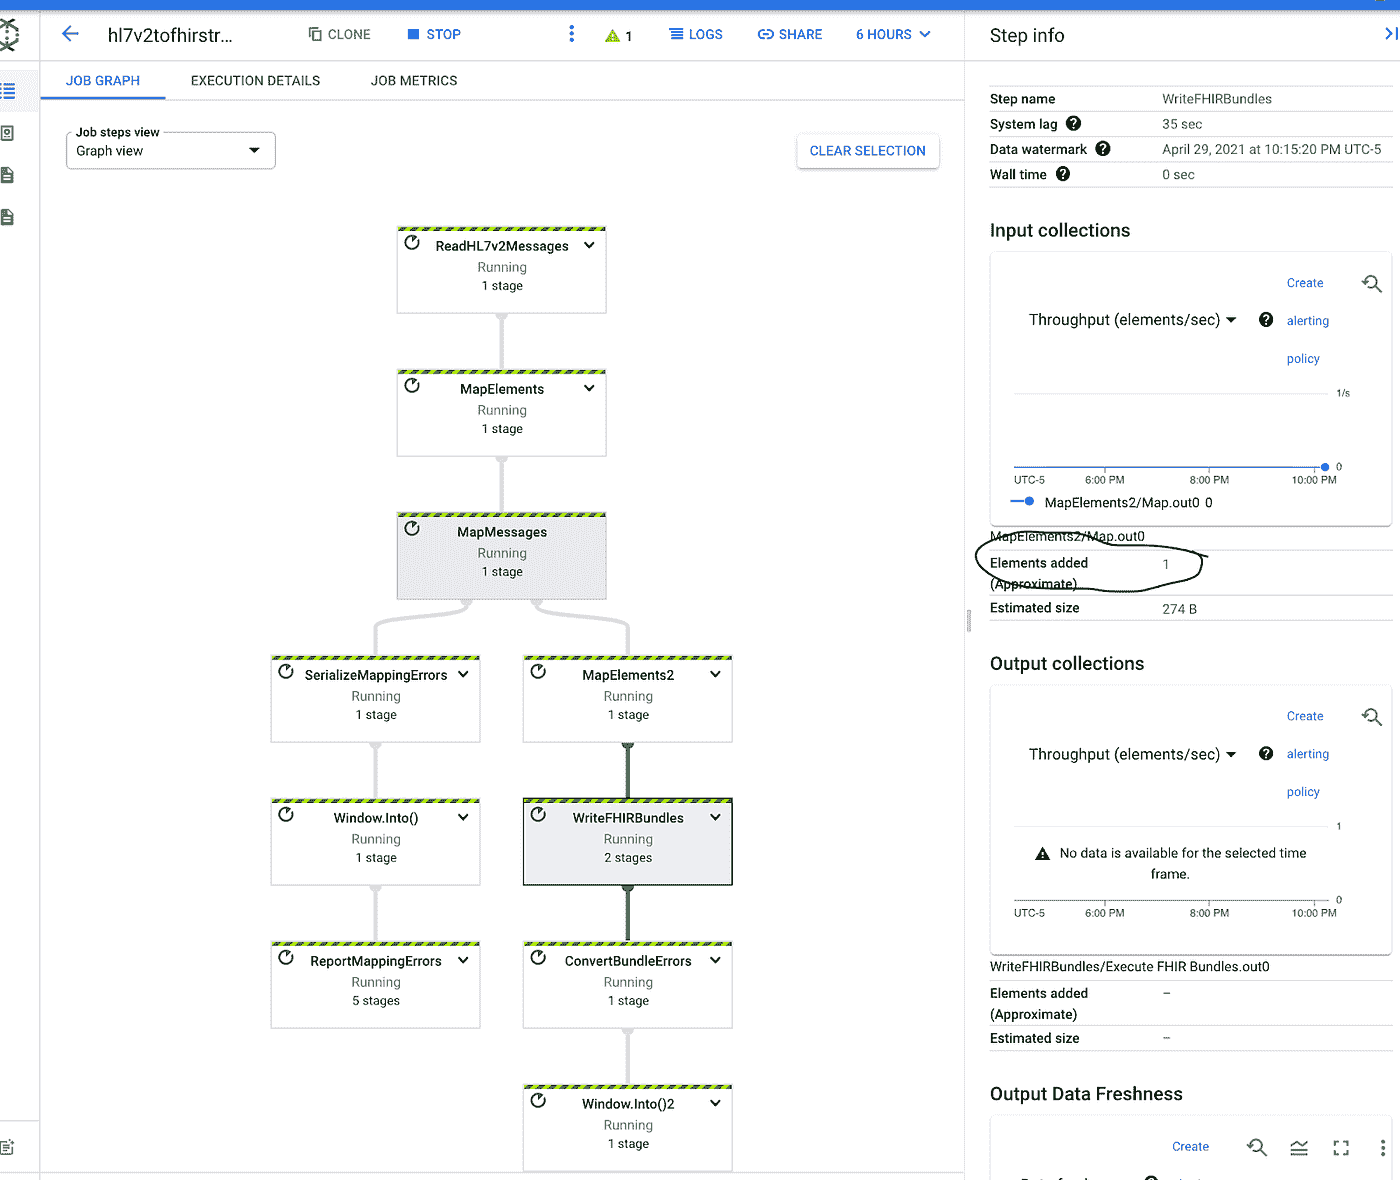 hl7v2tofhirstr...
CLONE
STOP
1
LOGS
SHARE
6 HOURS
JOB GRAPH
EXECUTION DETAILS
JOB METRICS
Job steps view
Graph view
CLEAR SELECTION
ReadHL7v2Messages
Running
1 stage
MapElements
Running
1 stage
MapMessages
Running
1 stage
SerializeMappingErrors
Running
1 stage
MapElements2
Running
1 stage
Window.Into()
Running
1 stage
WriteFHIRBundles
Running
2 stages
ReportMappingErrors
Running
5 stages
ConvertBundleErrors
Running
1 stage
Window.Into()2
Running
1 stage
Step info
Step name WriteFHIRBundles
System lag 35 sec
Data watermark April 29, 2021 at 10:15:20 PM UTC-5
Wall time 0 sec
Input collections
Create
Throughput (elements/sec) alerting
policy
1/s
0
UTC-5 6:00 PM 8:00 PM 10:00 PM
MapElements2/Map.out0 0
MapElements2/Map.out0
Elements added 1
(Approximate)
Estimated size 274 B
Output collections
Create
Throughput (elements/sec) alerting
policy
1
No data is available for the selected time
frame.
0
UTC-5 6:00 PM 8:00 PM 10:00 PM
WriteFHIRBundles/Execute FHIR Bundles.out0
Elements added –
(Approximate)
Estimated size –
Output Data Freshness
Create